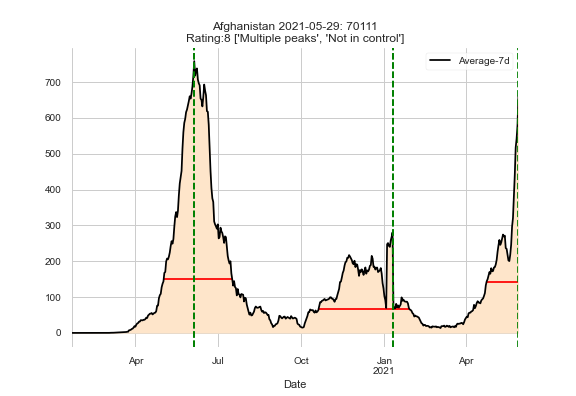 Afghanistan 2021-05-29: 70111
Rating:8 ['Multiple peaks', 'Not in control']
Average-7d
700
600
500
400
300
200
100
0
Apr
Jul
Oct
Jan
2021
Apr
Date